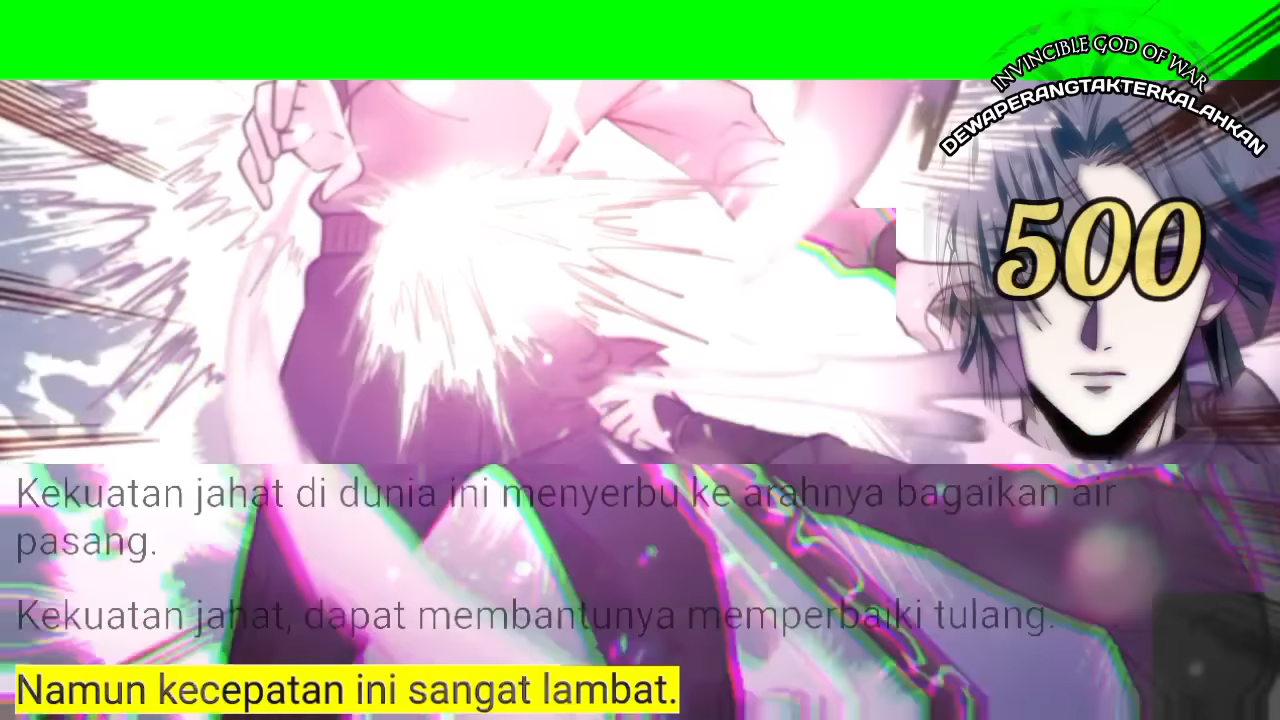 INVINCIBLE GOD OF WAR
DEWAPERANGTAKTERKALAHKAN
500
Kekuatan jahat di dunia ini menyerbu ke arahnya bagaikan air
pasang.
Kekuatan jahat, dapat membantunya memperbaiki tulang.
Namun kecepatan ini sangat lambat.